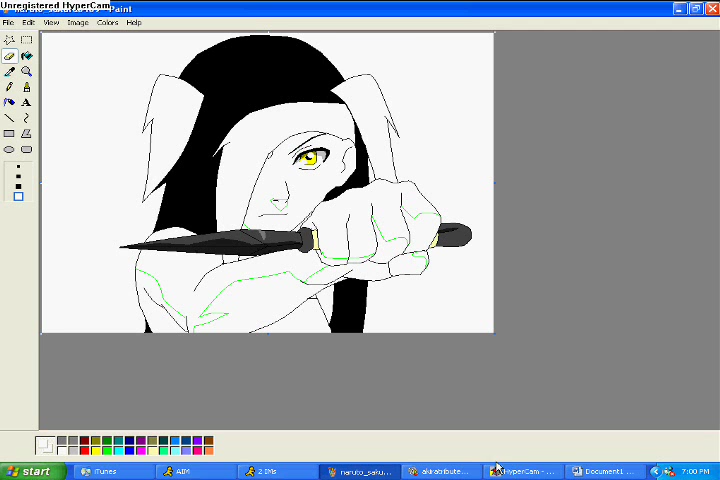 Unregistered HyperCam
Paint
File Edit View Image Colors Help
A
start
iTunes
AIM
2 IMs
naruto_saku...
akiratribute...
HyperCam - ...
Document1 ...
7:00 PM